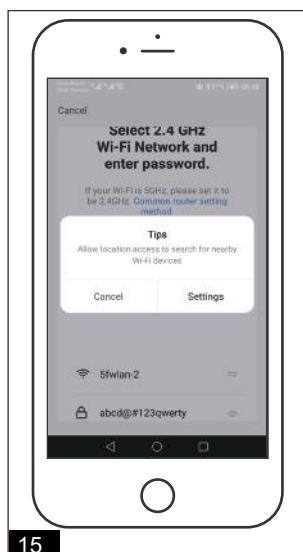 Cancel
Select 2.4 GHz
Wi-Fi Network and
enter password.
If your Wi-Fi is 5GHz, please set it to
be 2.4GHz. Common router setting
method
Tips
Allow location access to search for nearby
Wi-Fi devices
Cancel Settings
5fwlan-2
abcd@#123qwerty
15